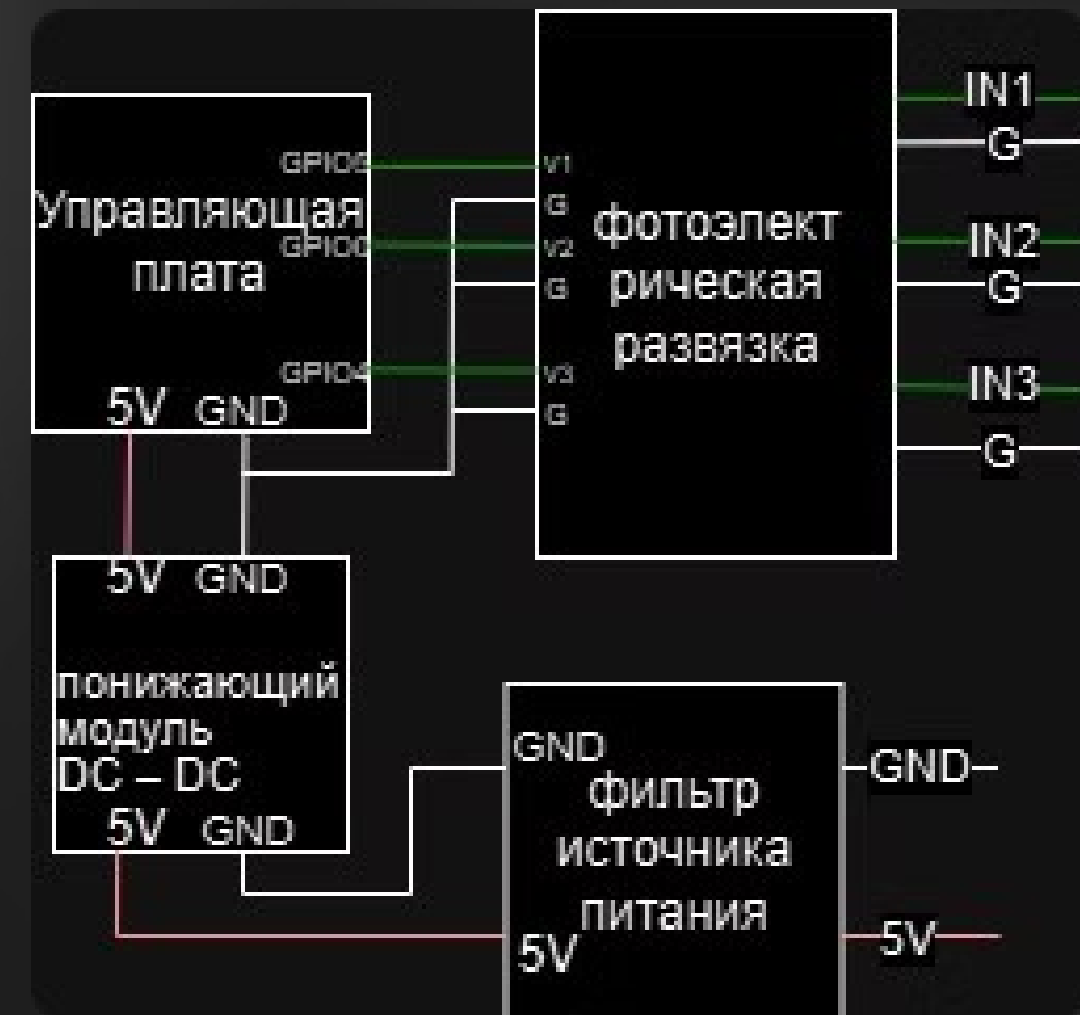 GPIO5
Управляющая
GPIO0
плата
GPIO4
5V GND
V1
G
V2
G
V3
G
фотоэлект
рическая
развязка
IN1
G
IN2
G
IN3
G
5V GND
понижающий
модуль
DC – DC
5V GND
GND
фильтр
источника
питания
5V
GND
5V